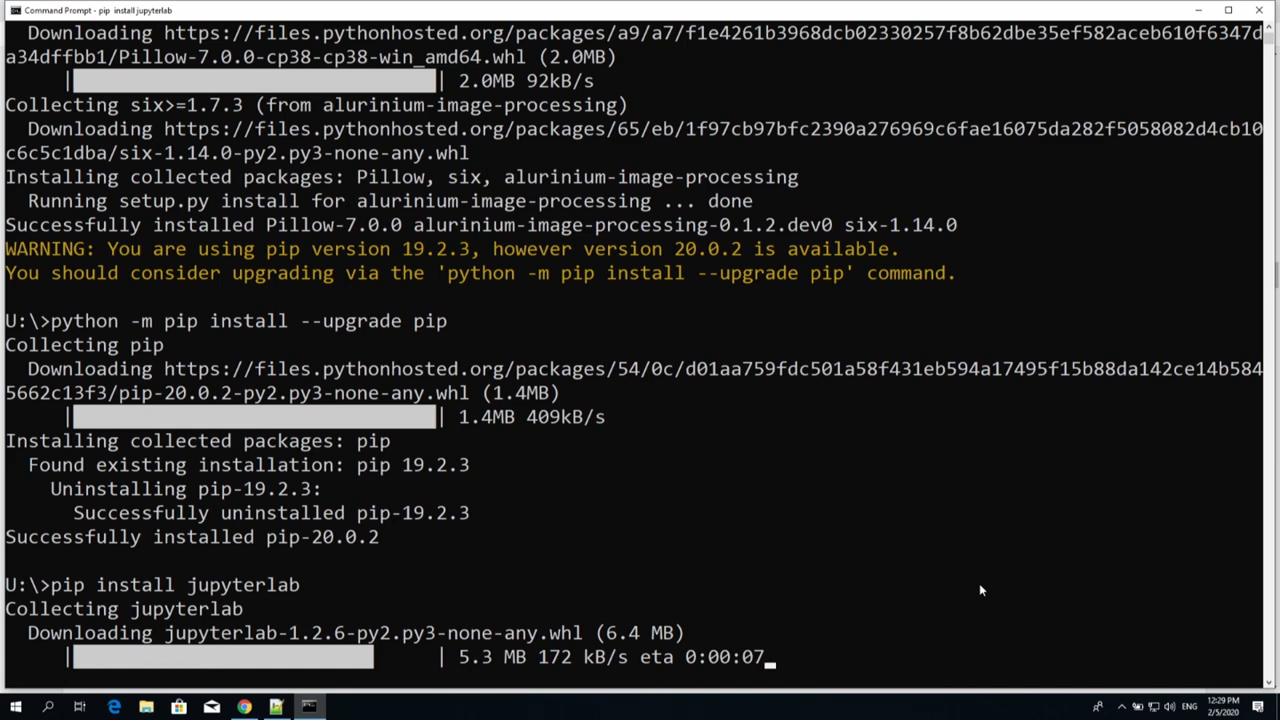 Command Prompt - pip install jupyterlab
Downloading https://files.pythonhosted.org/packages/a9/a7/f1e4261b3968dcb02330257f8b62dbe35ef582aceb610f6347d
a34dffbb1/Pillow-7.0.0-cp38-cp38-win_amd64.whl (2.0MB)
| | 2.0MB 92kB/s
Collecting six>=1.7.3 (from alurinium-image-processing)
Downloading https://files.pythonhosted.org/packages/65/eb/1f97cb97bfc2390a276969c6fae16075da282f5058082d4cb10
c6c5c1dba/six-1.14.0-py2.py3-none-any.whl
Installing collected packages: Pillow, six, alurinium-image-processing
Running setup.py install for alurinium-image-processing ... done
Successfully installed Pillow-7.0.0 alurinium-image-processing-0.1.2.dev0 six-1.14.0
WARNING: You are using pip version 19.2.3, however version 20.0.2 is available.
You should consider upgrading via the 'python -m pip install --upgrade pip' command.
U:\>python -m pip install --upgrade pip
Collecting pip
Downloading https://files.pythonhosted.org/packages/54/0c/d01aa759fdc501a58f431eb594a17495f15b88da142ce14b584
5662c13f3/pip-20.0.2-py2.py3-none-any.whl (1.4MB)
| | 1.4MB 409kB/s
Installing collected packages: pip
Found existing installation: pip 19.2.3
Uninstalling pip-19.2.3:
Successfully uninstalled pip-19.2.3
Successfully installed pip-20.0.2
U:\>pip install jupyterlab
Collecting jupyterlab
Downloading jupyterlab-1.2.6-py2.py3-none-any.whl (6.4 MB)
| | 5.3 MB 172 kB/s eta 0:00:07
ENG
12:29 PM
2/5/2020